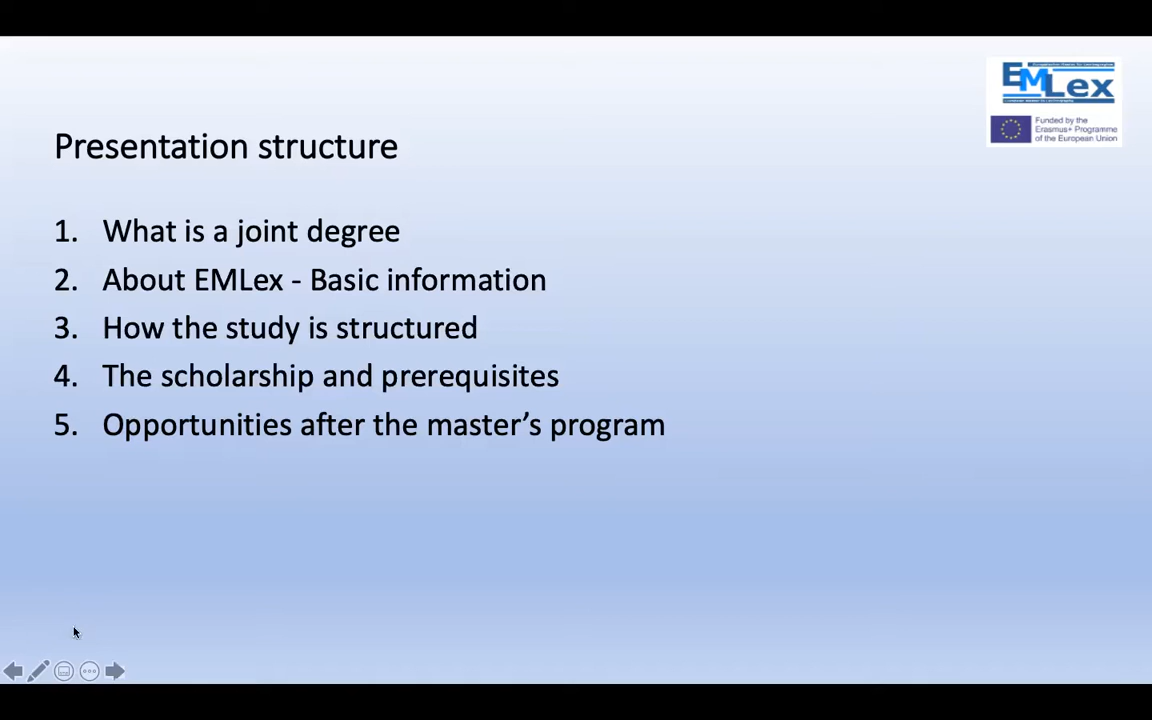 EMLex
Funded by the
Erasmus+ Programme
of the European Union
Presentation structure
1. What is a joint degree
2. About EMLex - Basic information
3. How the study is structured
4. The scholarship and prerequisites
5. Opportunities after the master’s program